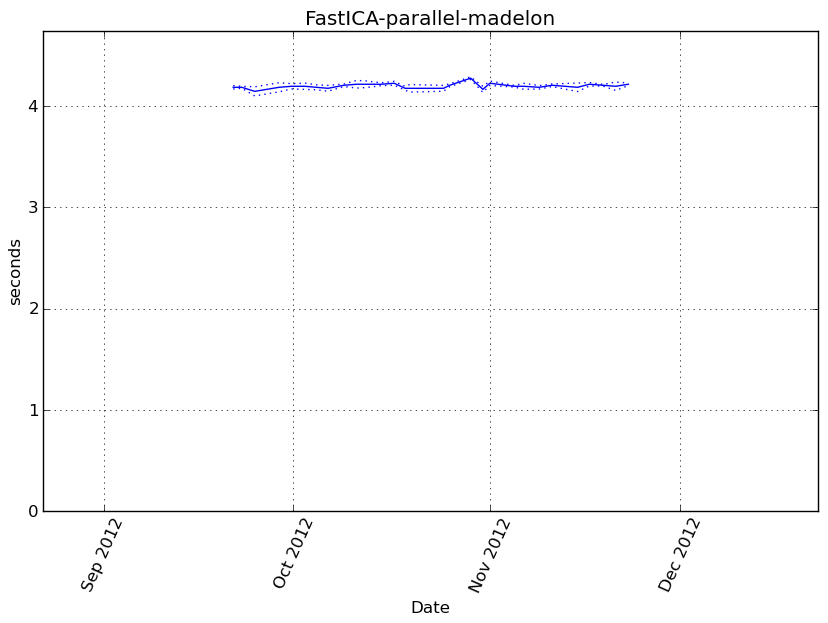 FastICA-parallel-madelon
seconds
4
3
2
1
0
Sep 2012
Oct 2012
Nov 2012
Dec 2012
Date